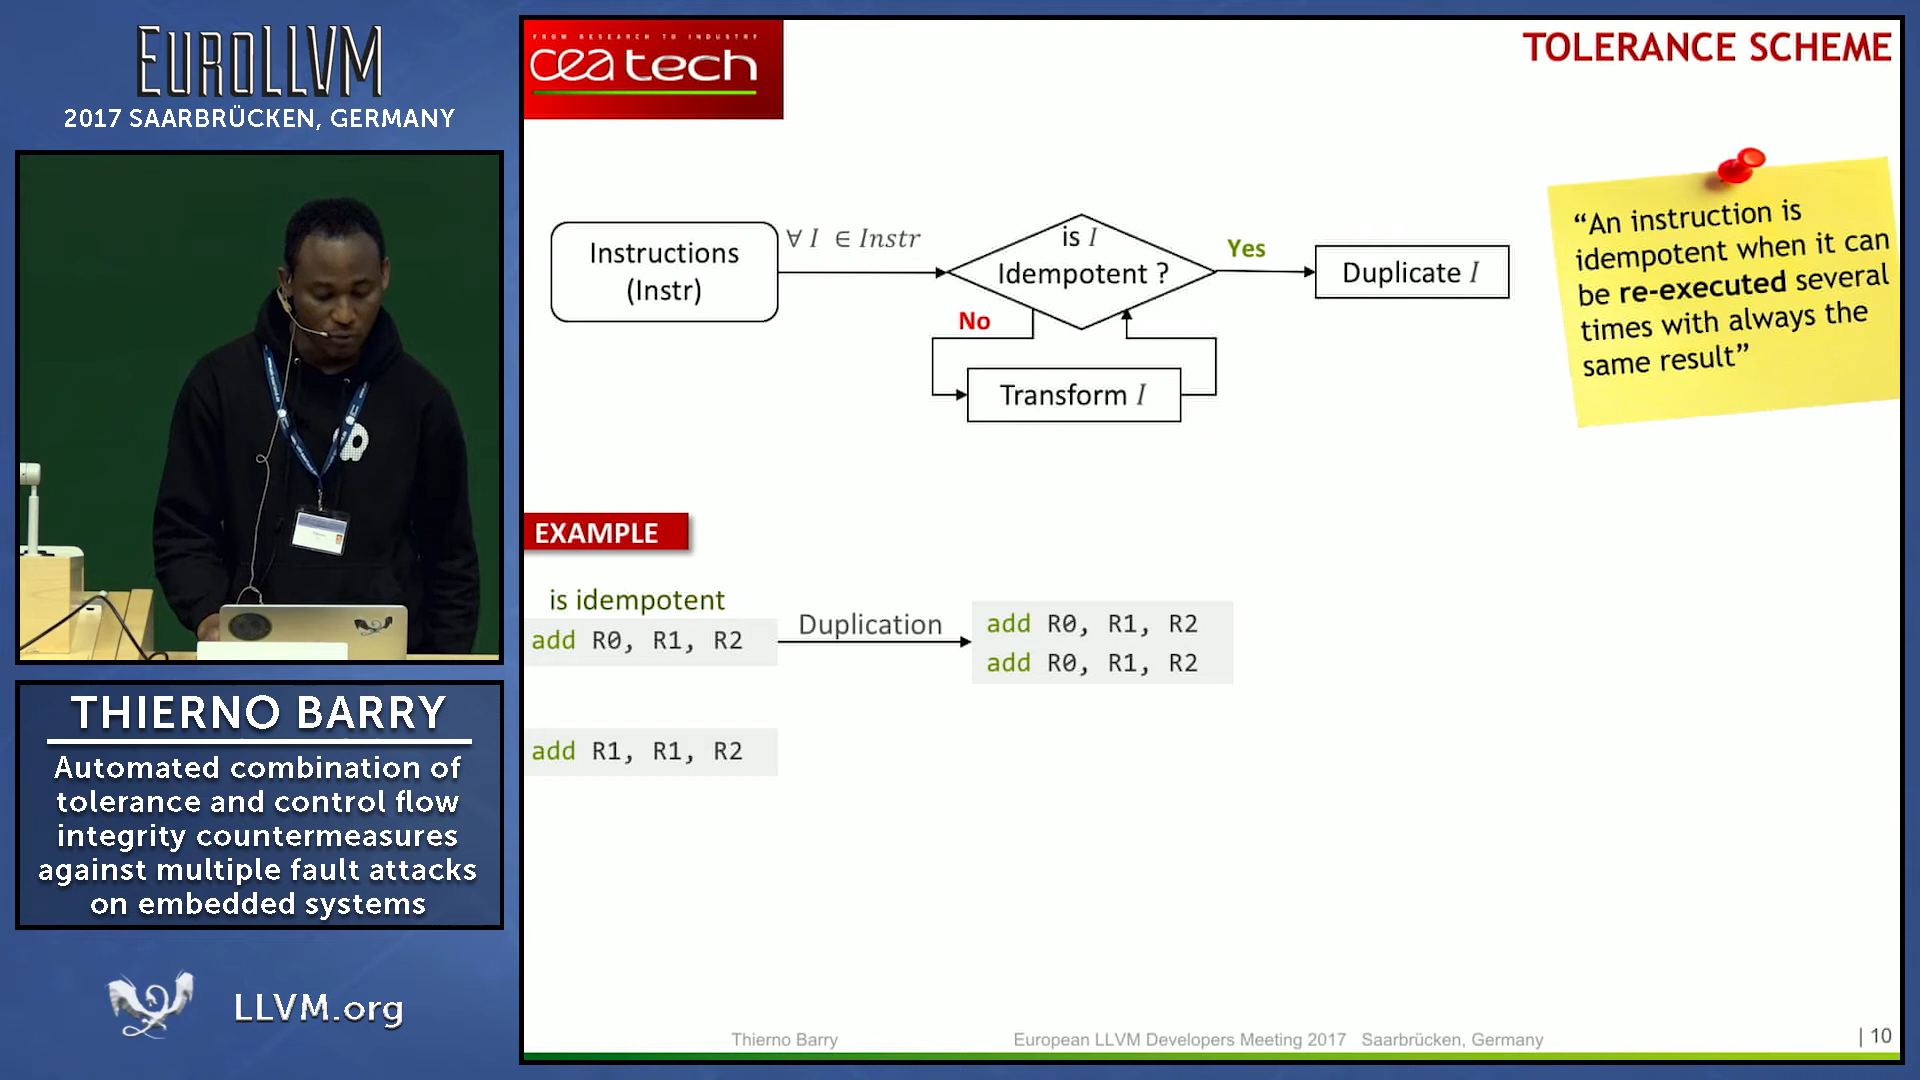 EUROLLVM
2017 SAARBRÜCKEN, GERMANY
THIERNO BARRY
Automated combination of
tolerance and control flow
integrity countermeasures
against multiple fault attacks
on embedded systems
LLVM.org
FROM RESEARCH TO INDUSTRY
ceatech
TOLERANCE SCHEME
Instructions
(Instr)
∀ I ∈ Instr
is I
Idempotent ?
Yes
Duplicate I
No
Transform I
“An instruction is
idempotent when it can
be re-executed several
times with always the
same result”
EXAMPLE
is idempotent
add R0, R1, R2
Duplication
add R0, R1, R2
add R0, R1, R2
add R1, R1, R2
Thierno Barry
European LLVM Developers Meeting 2017 Saarbrücken, Germany
| 10